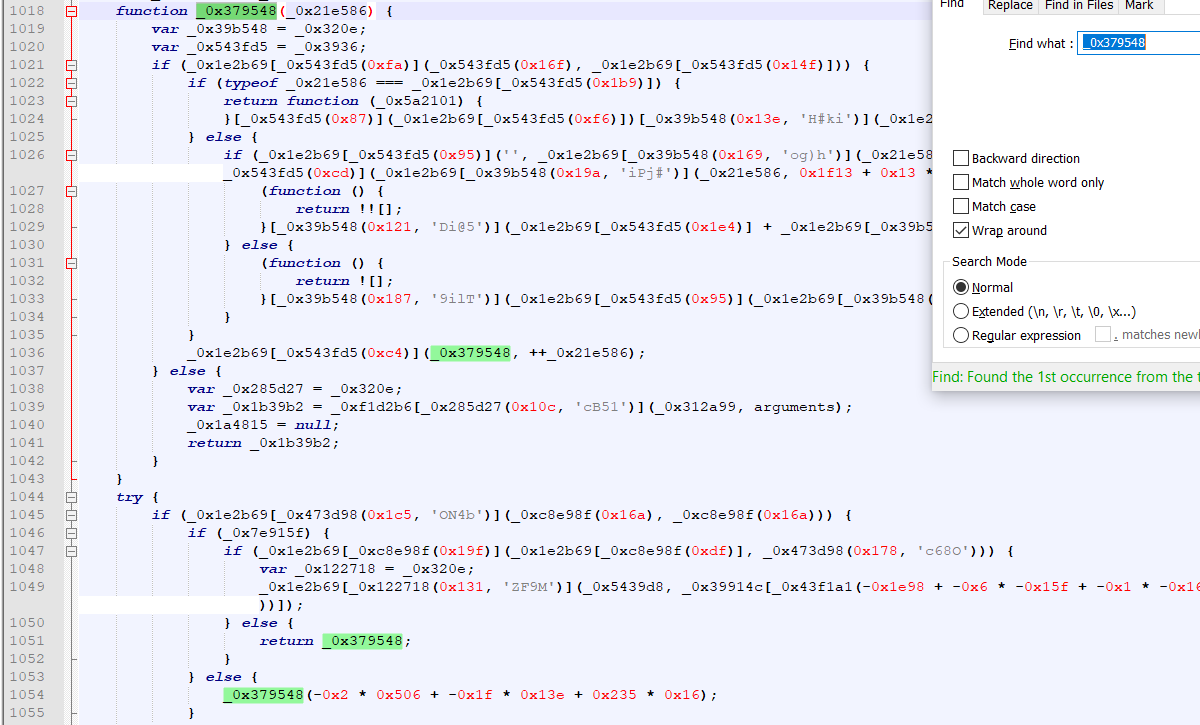 1018 function _0x379548(_0x21e586) {
1019 var _0x39b548 = _0x320e;
1020 var _0x543fd5 = _0x3936;
1021 if (_0x1e2b69[_0x543fd5(0xfa)](_0x543fd5(0x16f), _0x1e2b69[_0x543fd5(0x14f)])) {
1022 if (typeof _0x21e586 === _0x1e2b69[_0x543fd5(0x1b9)]) {
1023 return function (_0x5a2101) {
1024 }[_0x543fd5(0x87)](_0x1e2b69[_0x543fd5(0xf6)])[_0x39b548(0x13e, 'H#ki')](_0x1e2
1025 } else {
1026 if (_0x1e2b69[_0x543fd5(0x95)]('', _0x1e2b69[_0x39b548(0x169, 'og)h')](_0x21e58
_0x543fd5(0xcd)](_0x1e2b69[_0x39b548(0x19a, 'iPj#')](_0x21e586, 0x1f13 + 0x13 *
1027 (function () {
1028 return !![];
1029 }[_0x39b548(0x121, 'Di@5')](_0x1e2b69[_0x543fd5(0x1e4)] + _0x1e2b69[_0x39b5
1030 } else {
1031 (function () {
1032 return ![];
1033 }[_0x39b548(0x187, '9ilT')](_0x1e2b69[_0x543fd5(0x95)](_0x1e2b69[_0x39b548(
1034 }
1035 }
1036 _0x1e2b69[_0x543fd5(0xc4)](_0x379548, ++_0x21e586);
1037 } else {
1038 var _0x285d27 = _0x320e;
1039 var _0x1b39b2 = _0xf1d2b6[_0x285d27(0x10c, 'cB51')](_0x312a99, arguments);
1040 _0x1a4815 = null;
1041 return _0x1b39b2;
1042 }
1043 }
1044 try {
1045 if (_0x1e2b69[_0x473d98(0x1c5, 'ON4b')](_0xc8e98f(0x16a), _0xc8e98f(0x16a))) {
1046 if (_0x7e915f) {
1047 if (_0x1e2b69[_0xc8e98f(0x19f)](_0x1e2b69[_0xc8e98f(0xdf)], _0x473d98(0x178, 'c68O'))) {
1048 var _0x122718 = _0x320e;
1049 _0x1e2b69[_0x122718(0x131, 'ZF9M')](_0x5439d8, _0x39914c[_0x43f1a1(-0x1e98 + -0x6 * -0x15f + -0x1 * -0x16
))]);
1050 } else {
1051 return _0x379548;
1052 }
1053 } else {
1054 _0x379548(-0x2 * 0x506 + -0x1f * 0x13e + 0x235 * 0x16);
1055 }
Find Replace Find in Files Mark
Find what : _0x379548
Backward direction
Match whole word only
Match case
Wrap around
Search Mode
Normal
Extended (\n, \r, \t, \0, \x...)
Regular expression . matches newl
Find: Found the 1st occurrence from the t